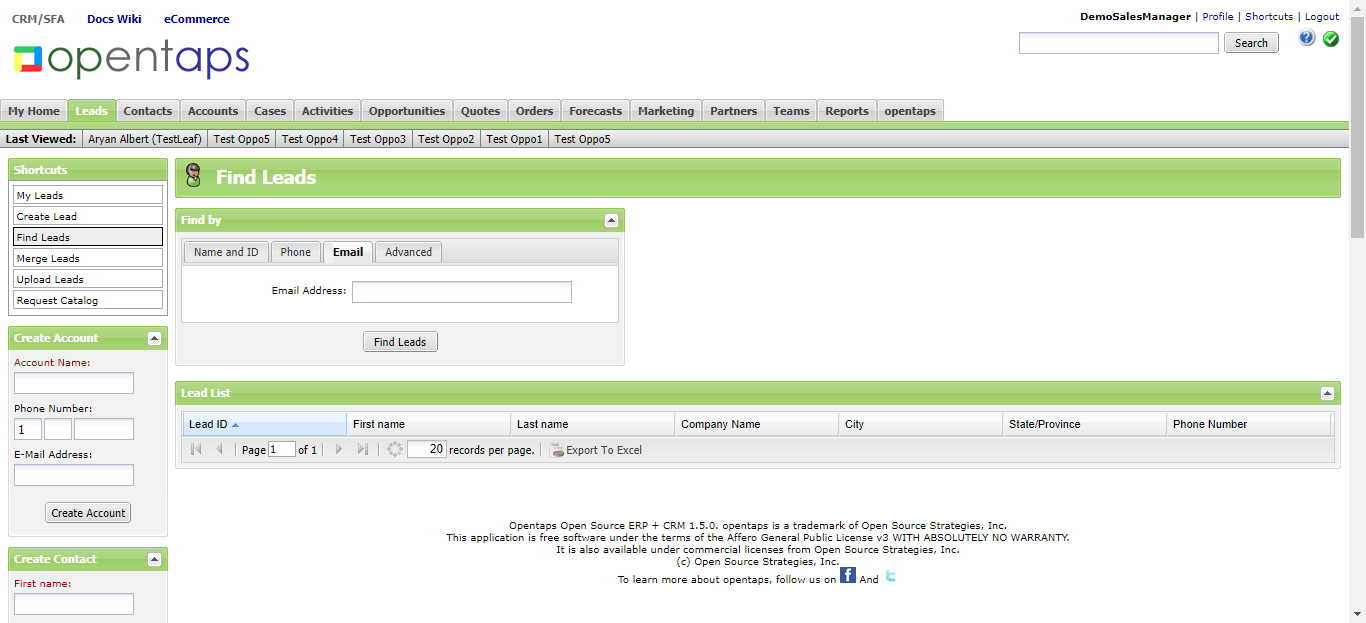 CRM/SFA Docs Wiki eCommerce
DemoSalesManager | Profile | Shortcuts | Logout
opentaps
Search
My Home Leads Contacts Accounts Cases Activities Opportunities Quotes Orders Forecasts Marketing Partners Teams Reports opentaps
Last Viewed: Aryan Albert (TestLeaf) Test Oppo5 Test Oppo4 Test Oppo3 Test Oppo2 Test Oppo1 Test Oppo5
Shortcuts
My Leads
Create Lead
Find Leads
Merge Leads
Upload Leads
Request Catalog
Create Account
Account Name:
Phone Number:
1
E-Mail Address:
Create Account
Create Contact
First name:
Find Leads
Find by
Name and ID Phone Email Advanced
Email Address:
Find Leads
Lead List
Lead ID First name Last name Company Name City State/Province Phone Number
Page 1 of 1 20 records per page. Export To Excel
Opentaps Open Source ERP + CRM 1.5.0. opentaps is a trademark of Open Source Strategies, Inc.
This application is free software under the terms of the Affero General Public License v3 WITH ABSOLUTELY NO WARRANTY.
It is also available under commercial licenses from Open Source Strategies, Inc.
(c) Open Source Strategies, Inc.
To learn more about opentaps, follow us on f And t